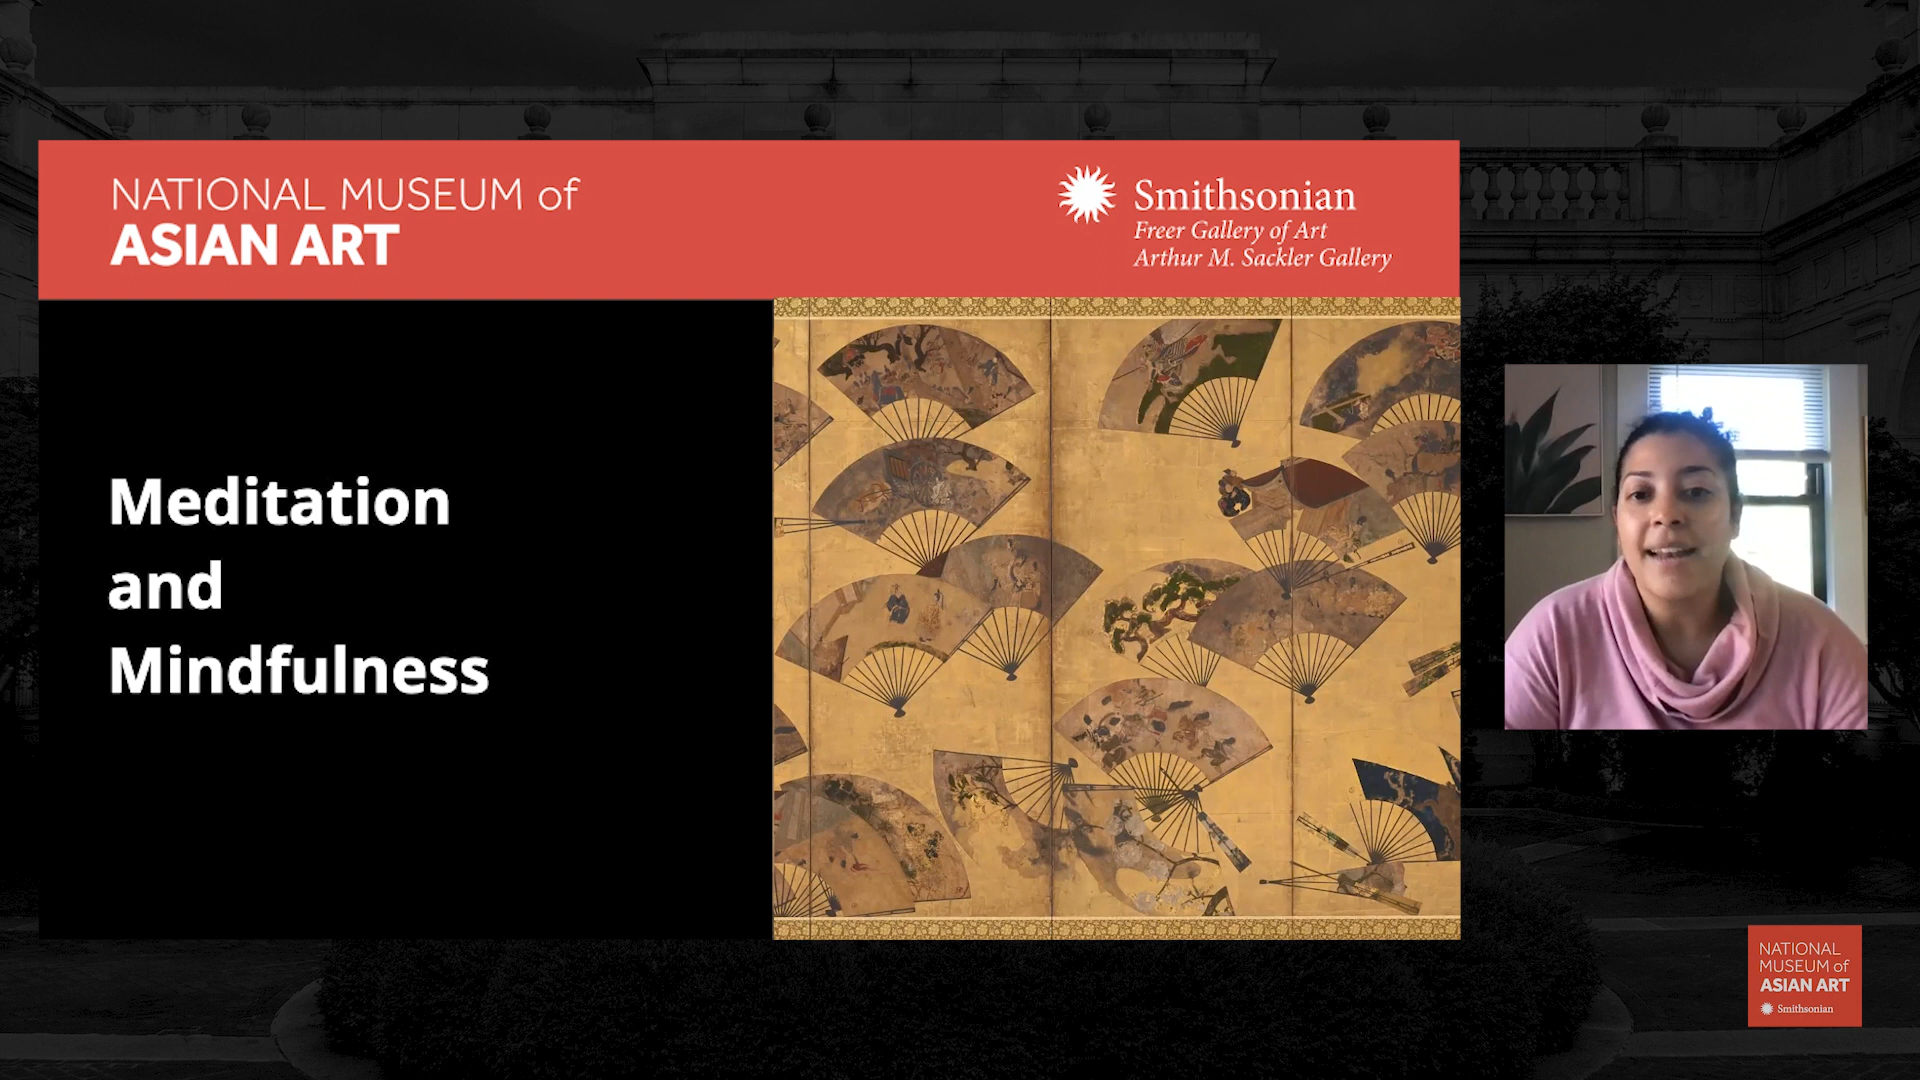 NATIONAL MUSEUM of
ASIAN ART
Smithsonian
Freer Gallery of Art
Arthur M. Sackler Gallery
Meditation
and
Mindfulness
NATIONAL
MUSEUM of
ASIAN ART
Smithsonian